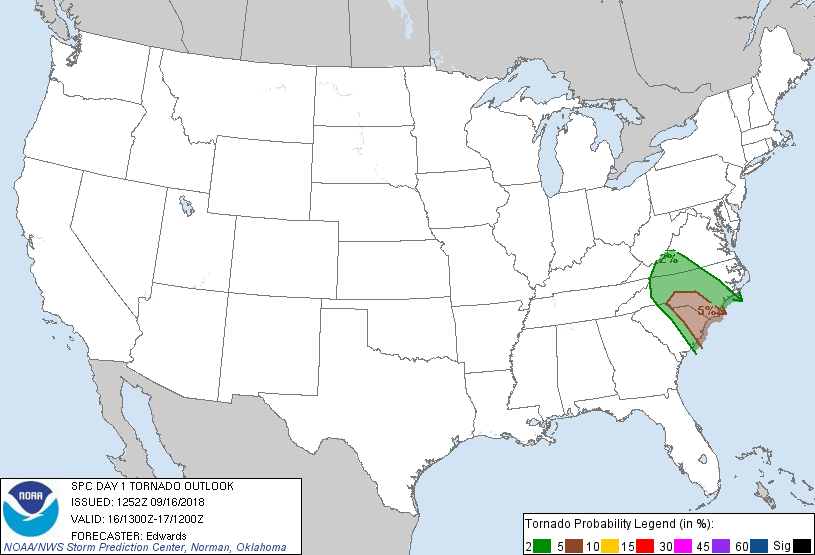 2%
5%
NOAA
SPC DAY 1 TORNADO OUTLOOK
ISSUED: 1252Z 09/16/2018
VALID: 16/1300Z-17/1200Z
FORECASTER: Edwards
NOAA/NWS Storm Prediction Center, Norman, Oklahoma
Tornado Probability Legend (in %):
2 5 10 15 30 45 60 Sig